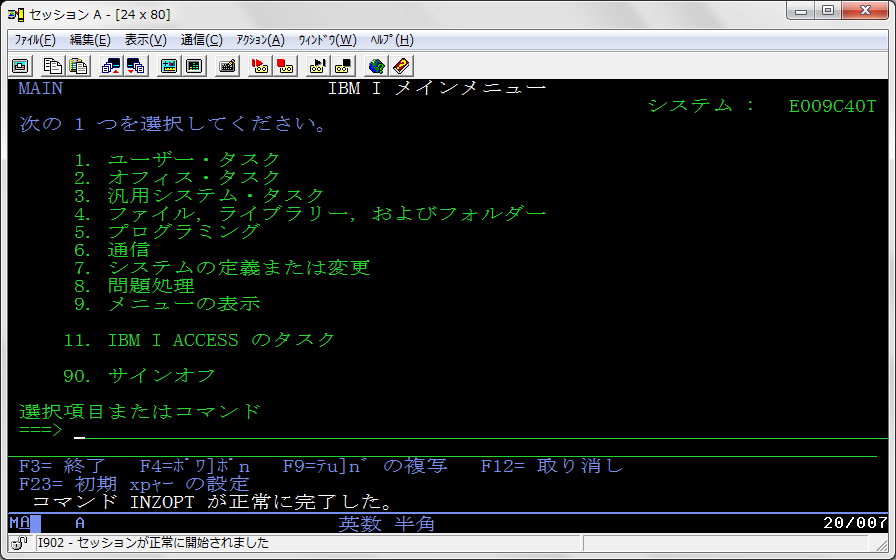 セッション A - [24 x 80]
ﾌｧｲﾙ(F) 編集(E) 表示(V) 通信(C) ｱｸｼｮﾝ(A) ｳｨﾝﾄﾞｳ(W) ﾍﾙﾌﾟ(H)
MAIN IBM I メインメニュー
システム : E009C40T
次の 1 つを選択してください。
1. ユーザー・タスク
2. オフィス・タスク
3. 汎用システム・タスク
4. ファイル, ライブラリー, およびフォルダー
5. プログラミング
6. 通信
7. システムの定義または変更
8. 問題処理
9. メニューの表示
11. IBM I ACCESS のタスク
90. サインオフ
選択項目またはコマンド
===>
F3= 終了 F4=ﾎﾟﾜ]ﾎﾟn F9=ﾃu]nﾞ の複写 F12= 取り消し
F23= 初期 xpｬｰ の設定
コマンド INZOPT が正常に完了した。
MA A 英数 半角 20/007
I902 - セッションが正常に開始されました